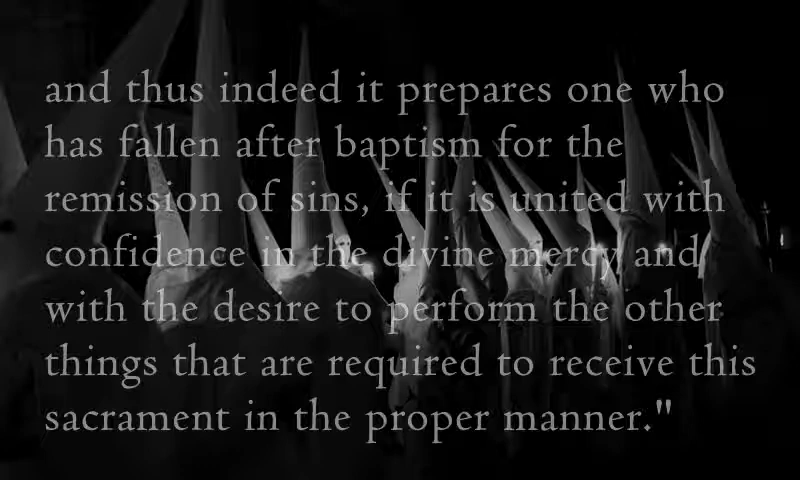 and thus indeed it prepares one who
has fallen after baptism for the
remission of sins, if it is united with
confidence in the divine mercy and
with the desire to perform the other
things that are required to receive this
sacrament in the proper manner."